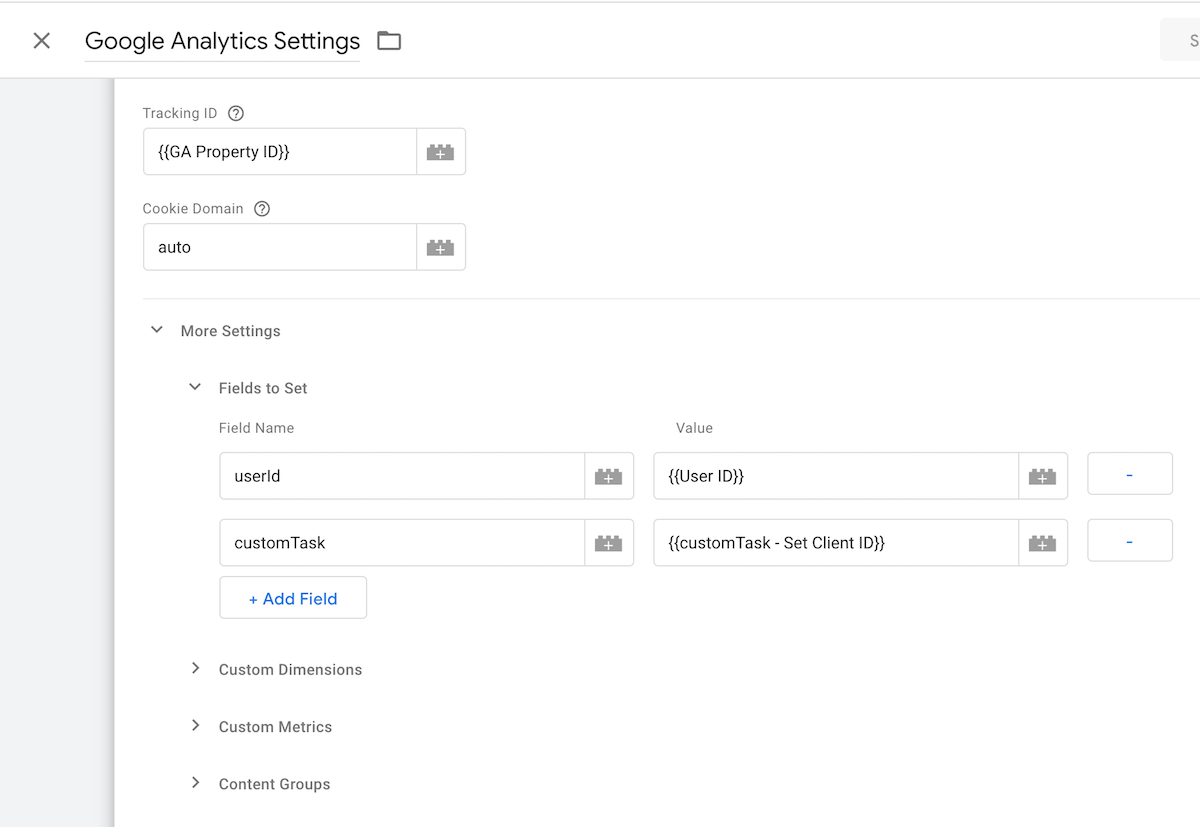 Google Analytics Settings
S
Tracking ID
{{GA Property ID}}
Cookie Domain
auto
More Settings
Fields to Set
Field Name Value
userId {{User ID}} -
customTask {{customTask - Set Client ID}} -
+ Add Field
Custom Dimensions
Custom Metrics
Content Groups